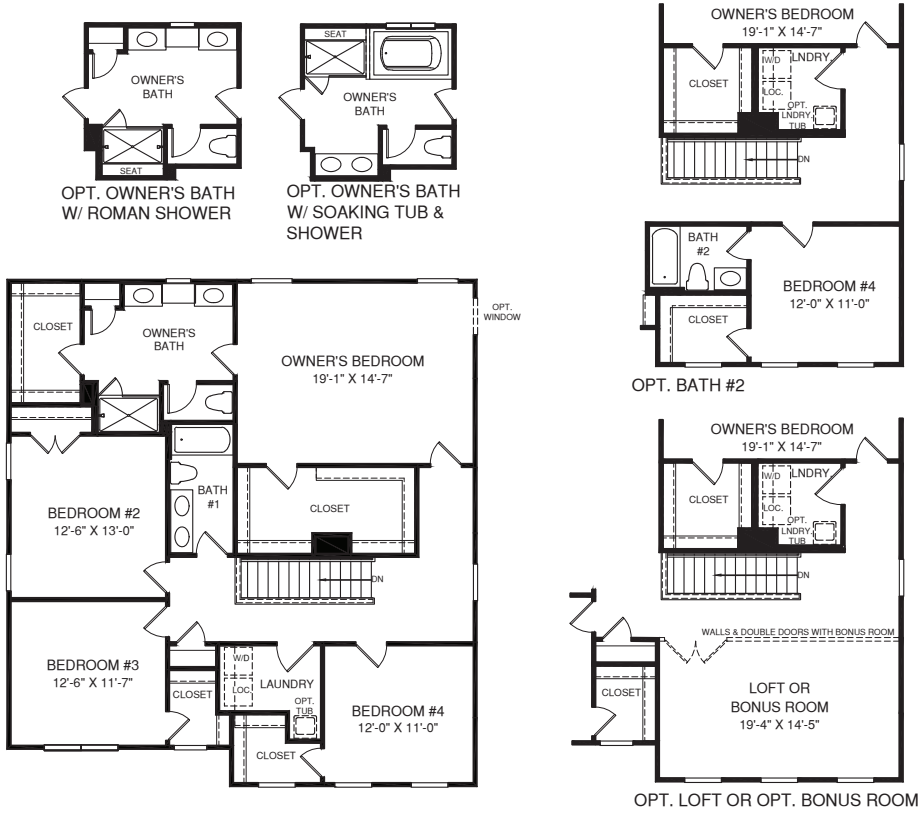 OWNER'S
BATH
SEAT
OPT. OWNER'S BATH
W/ ROMAN SHOWER
SEAT
OWNER'S
BATH
OPT. OWNER'S BATH
W/ SOAKING TUB &
SHOWER
OWNER'S BEDROOM
19'-1" X 14'-7"
CLOSET
W/D
LNDRY.
LOC.
OPT.
LNDRY.
TUB
DN
BATH
#2
BEDROOM #4
12'-0" X 11'-0"
CLOSET
OPT. BATH #2
CLOSET
OWNER'S
BATH
OWNER'S BEDROOM
19'-1" X 14'-7"
OPT.
WINDOW
BEDROOM #2
12'-6" X 13'-0"
BATH
#1
CLOSET
DN
BEDROOM #3
12'-6" X 11'-7"
CLOSET
W/D
LOC.
LAUNDRY
OPT.
TUB
BEDROOM #4
12'-0" X 11'-0"
CLOSET
OWNER'S BEDROOM
19'-1" X 14'-7"
CLOSET
W/D
LNDRY
LOC.
OPT.
LNDRY.
TUB
DN
WALLS & DOUBLE DOORS WITH BONUS ROOM
CLOSET
LOFT OR
BONUS ROOM
19'-4" X 14'-5"
OPT. LOFT OR OPT. BONUS ROOM